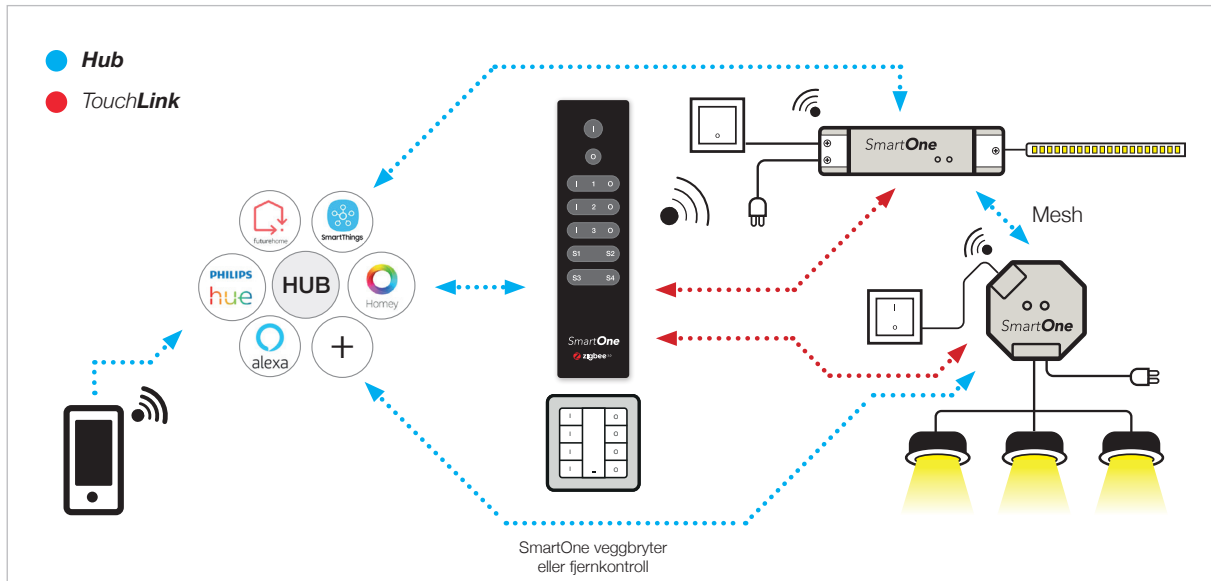 Hub
TouchLink
futurehome
SmartThings
PHILIPS
hue
HUB
Homey
alexa
+
I
O
I 1 O
I 2 O
I 3 O
S1 S2
S3 S4
SmartOne
zigbee
I O
I O
I O
I O
SmartOne veggbryter
eller fjernkontroll
O
SmartOne
Mesh
I
O
SmartOne